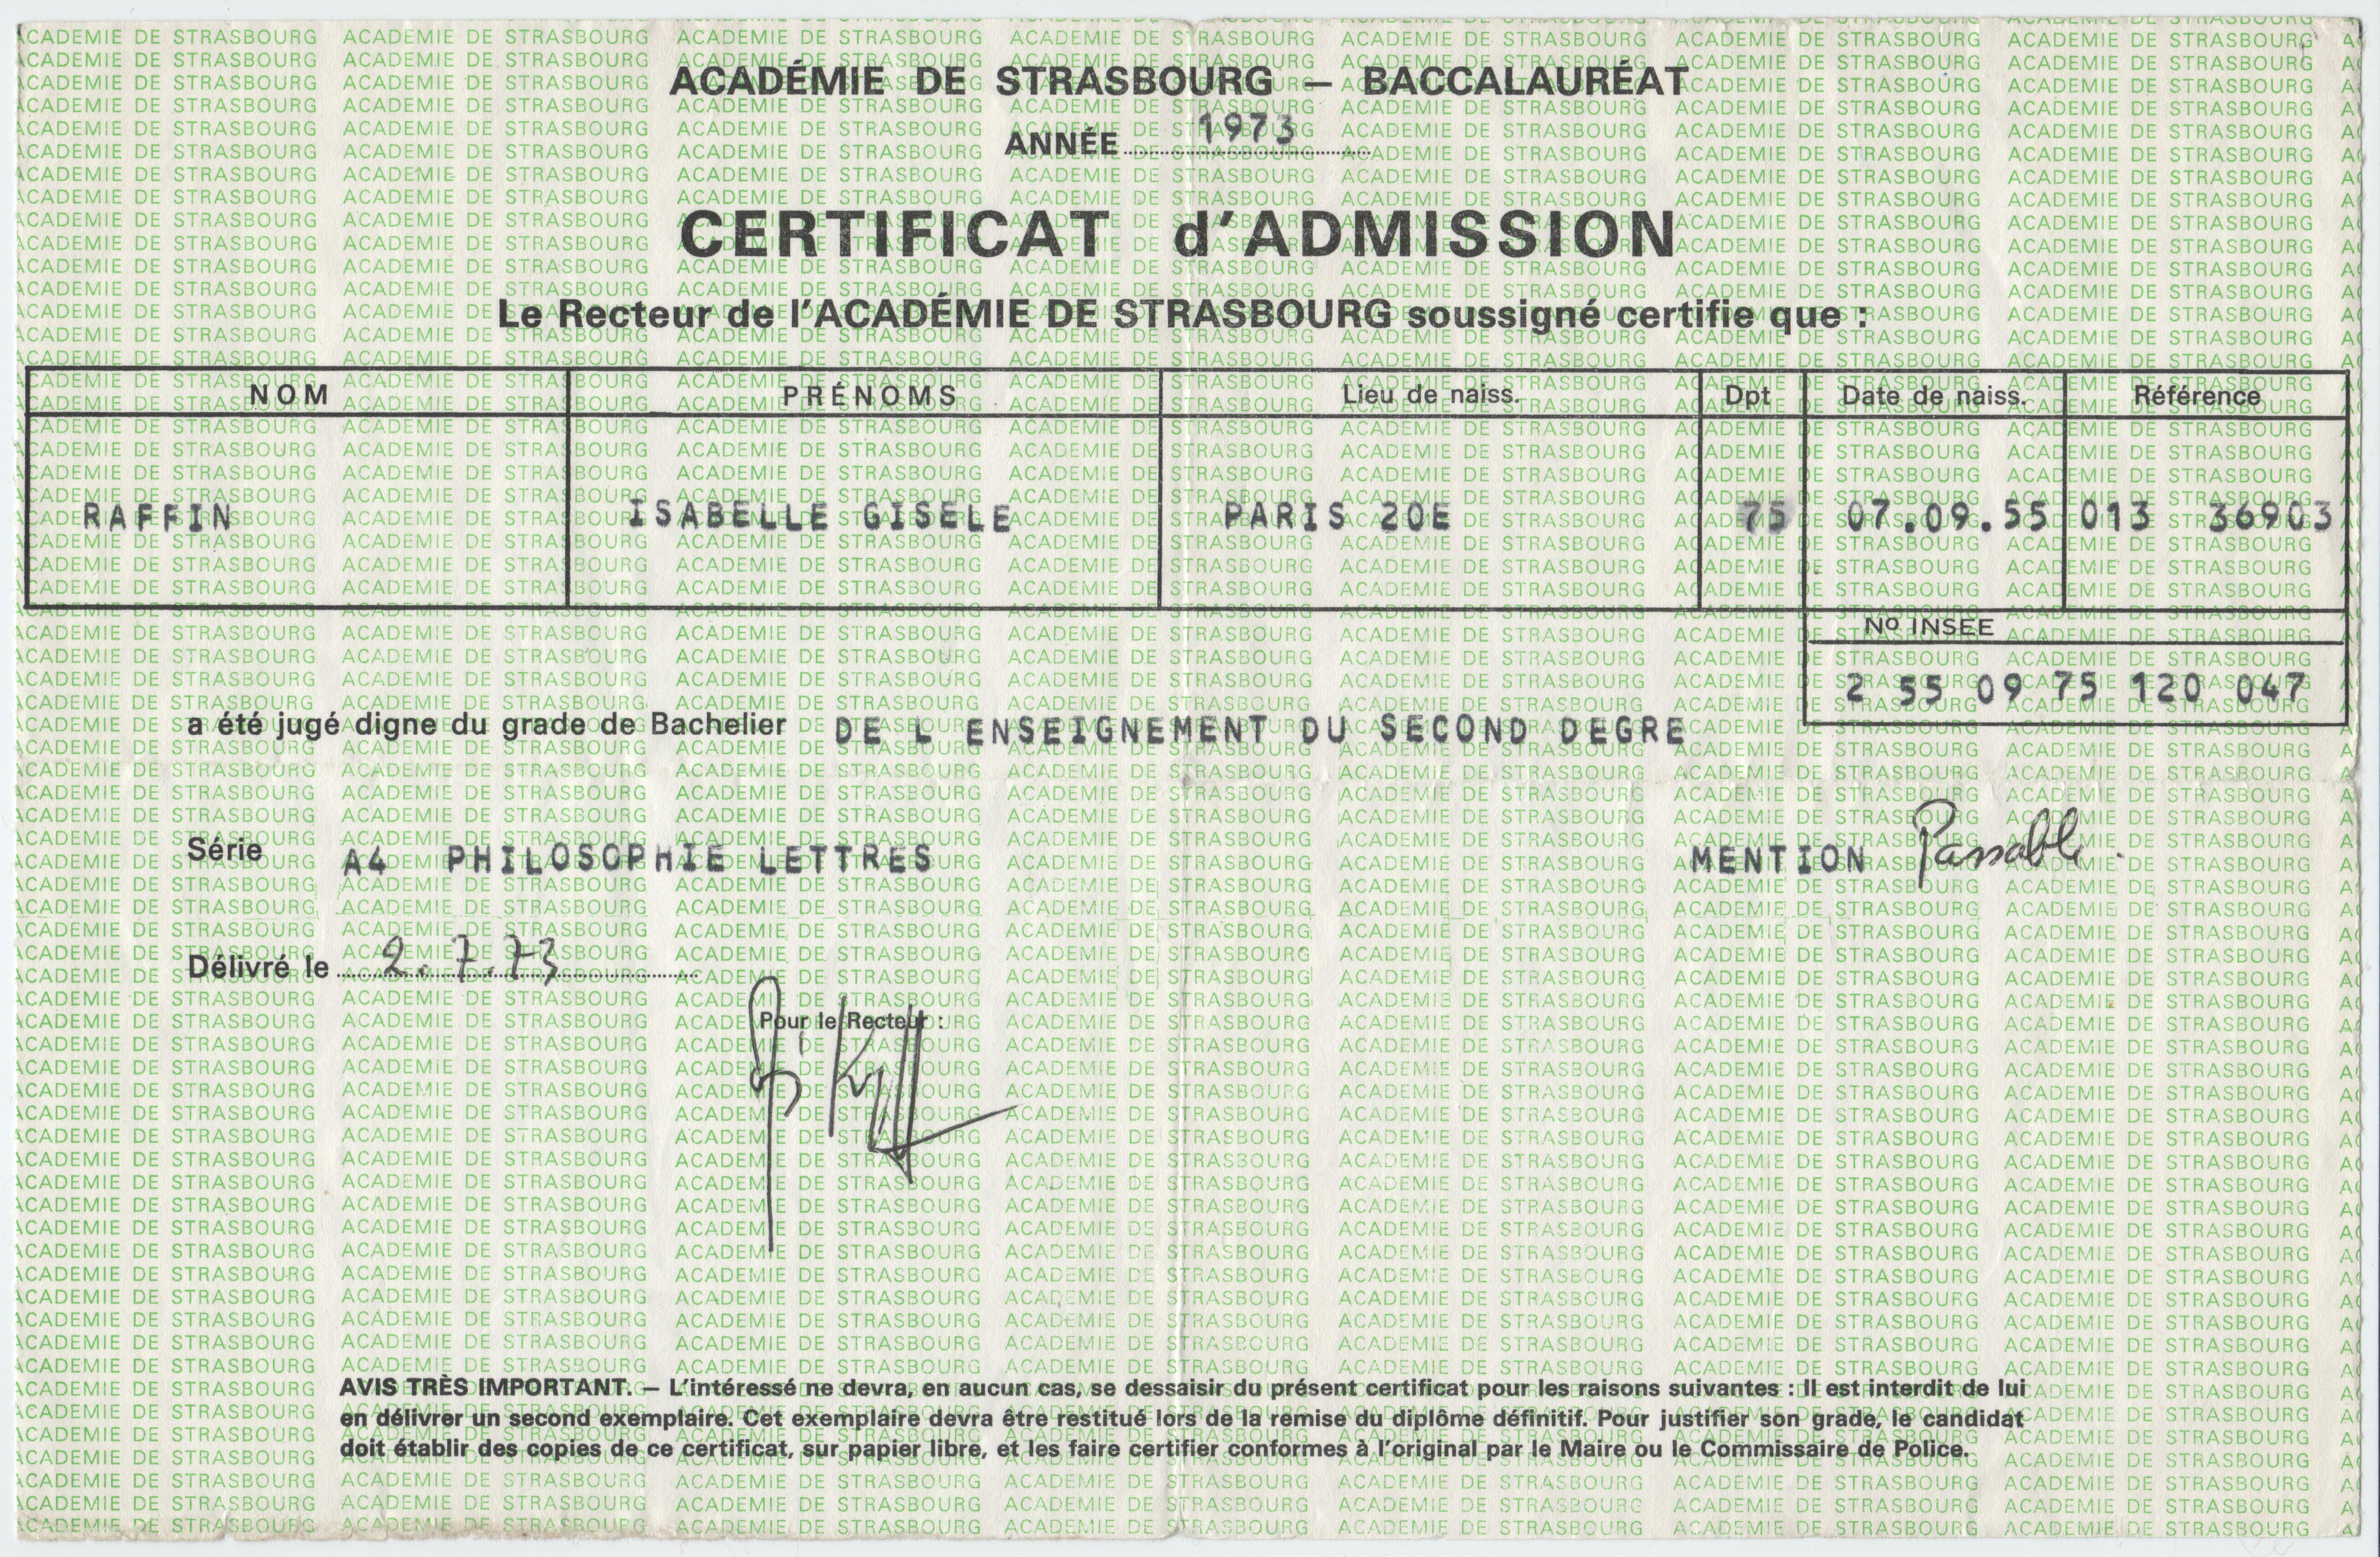 ACADÉMIE DE STRASBOURG — BACCALAURÉAT
ANNÉE 1973
CERTIFICAT d'ADMISSION
Le Recteur de l'ACADÉMIE DE STRASBOURG soussigné certifie que :
NOM PRÉNOMS Lieu de naiss. Dpt Date de naiss. Référence
RAFFIN ISABELLE GISELE PARIS 20E 75 07.09.55 013 36903
Nº INSEE
2 55 09 75 120 047
a été jugé digne du grade de Bachelier DE L ENSEIGNEMENT DU SECOND DEGRE
Série A4 PHILOSOPHIE LETTRES MENTION Passable.
Délivré le 2.7.73
Pour le Recteur :
AVIS TRÈS IMPORTANT. — L'intéressé ne devra, en aucun cas, se dessaisir du présent certificat pour les raisons suivantes : Il est interdit de lui
en délivrer un second exemplaire. Cet exemplaire devra être restitué lors de la remise du diplôme définitif. Pour justifier son grade, le candidat
doit établir des copies de ce certificat, sur papier libre, et les faire certifier conformes à l'original par le Maire ou le Commissaire de Police.